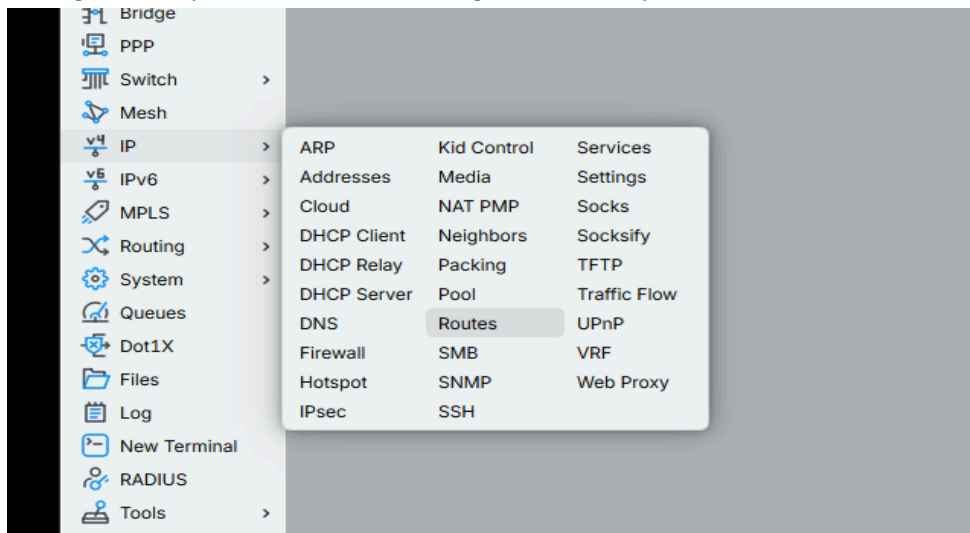 Bridge
PPP
Switch
Mesh
IP
IPv6
MPLS
Routing
System
Queues
Dot1X
Files
Log
New Terminal
RADIUS
Tools
ARP
Addresses
Cloud
DHCP Client
DHCP Relay
DHCP Server
DNS
Firewall
Hotspot
IPsec
Kid Control
Media
NAT PMP
Neighbors
Packing
Pool
Routes
SMB
SNMP
SSH
Services
Settings
Socks
Socksify
TFTP
Traffic Flow
UPnP
VRF
Web Proxy